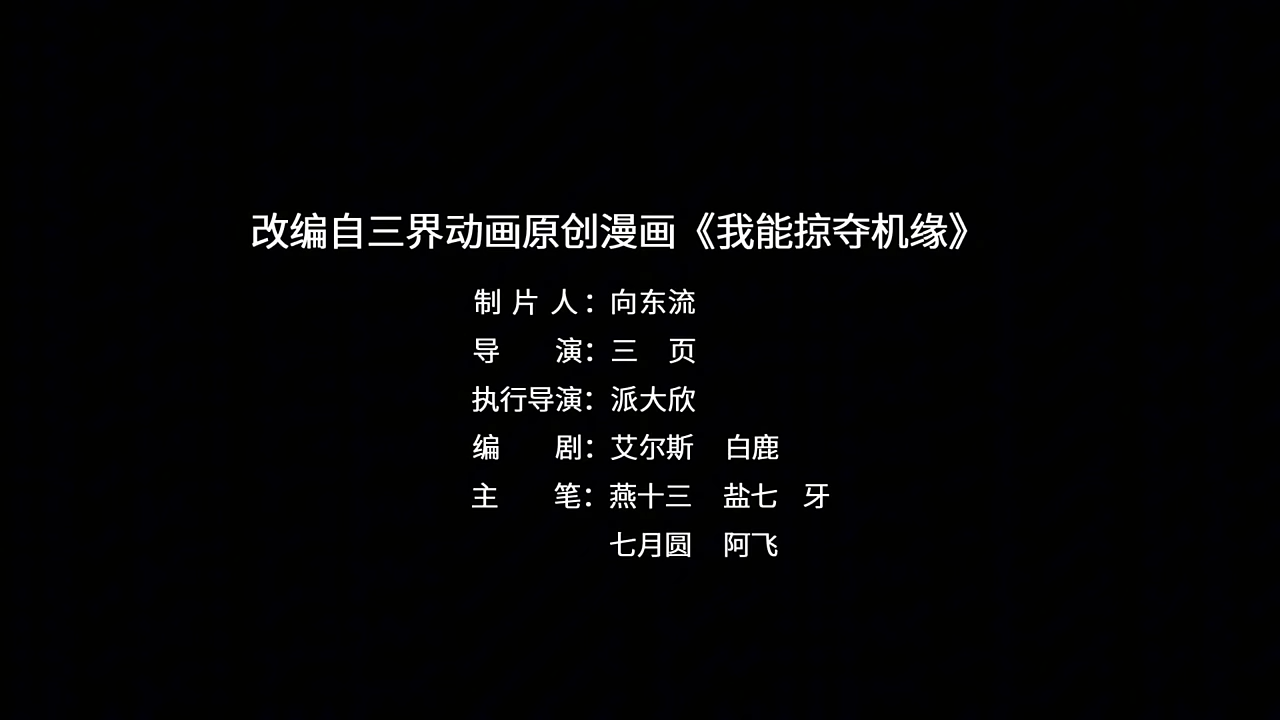 改编自三界动画原创漫画《我能掠夺机缘》
制 片 人：向东流
导 演：三 页
执行导演：派大欣
编 剧：艾尔斯 白鹿
主 笔：燕十三 盐七 牙
七月圆 阿飞